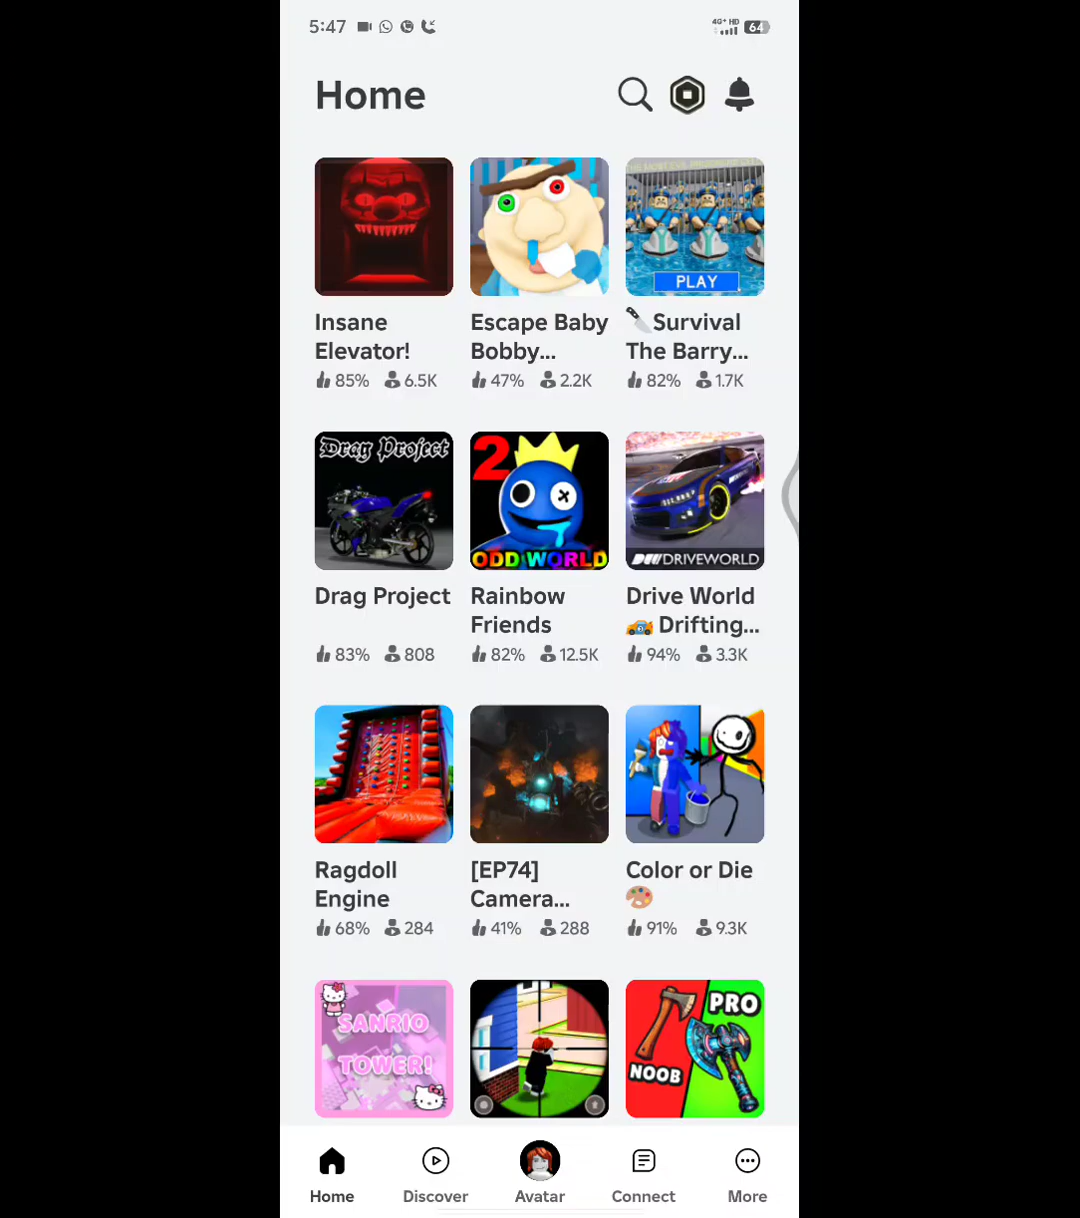 5:47
4G+ HD
64
Home
PLAY
Insane
Elevator!
85% 6.5K
Escape Baby
Bobby...
47% 2.2K
🔪Survival
The Barry...
82% 1.7K
Drag Project
2
ODD WORLD
DRIVEWORLD
Drag Project
83% 808
Rainbow
Friends
82% 12.5K
Drive World
🚗 Drifting...
94% 3.3K
Ragdoll
Engine
68% 284
[EP74]
Camera...
41% 288
Color or Die
🎨
91% 9.3K
SANRIO
TOWER!
PRO
NOOB
Home
Discover
Avatar
Connect
More